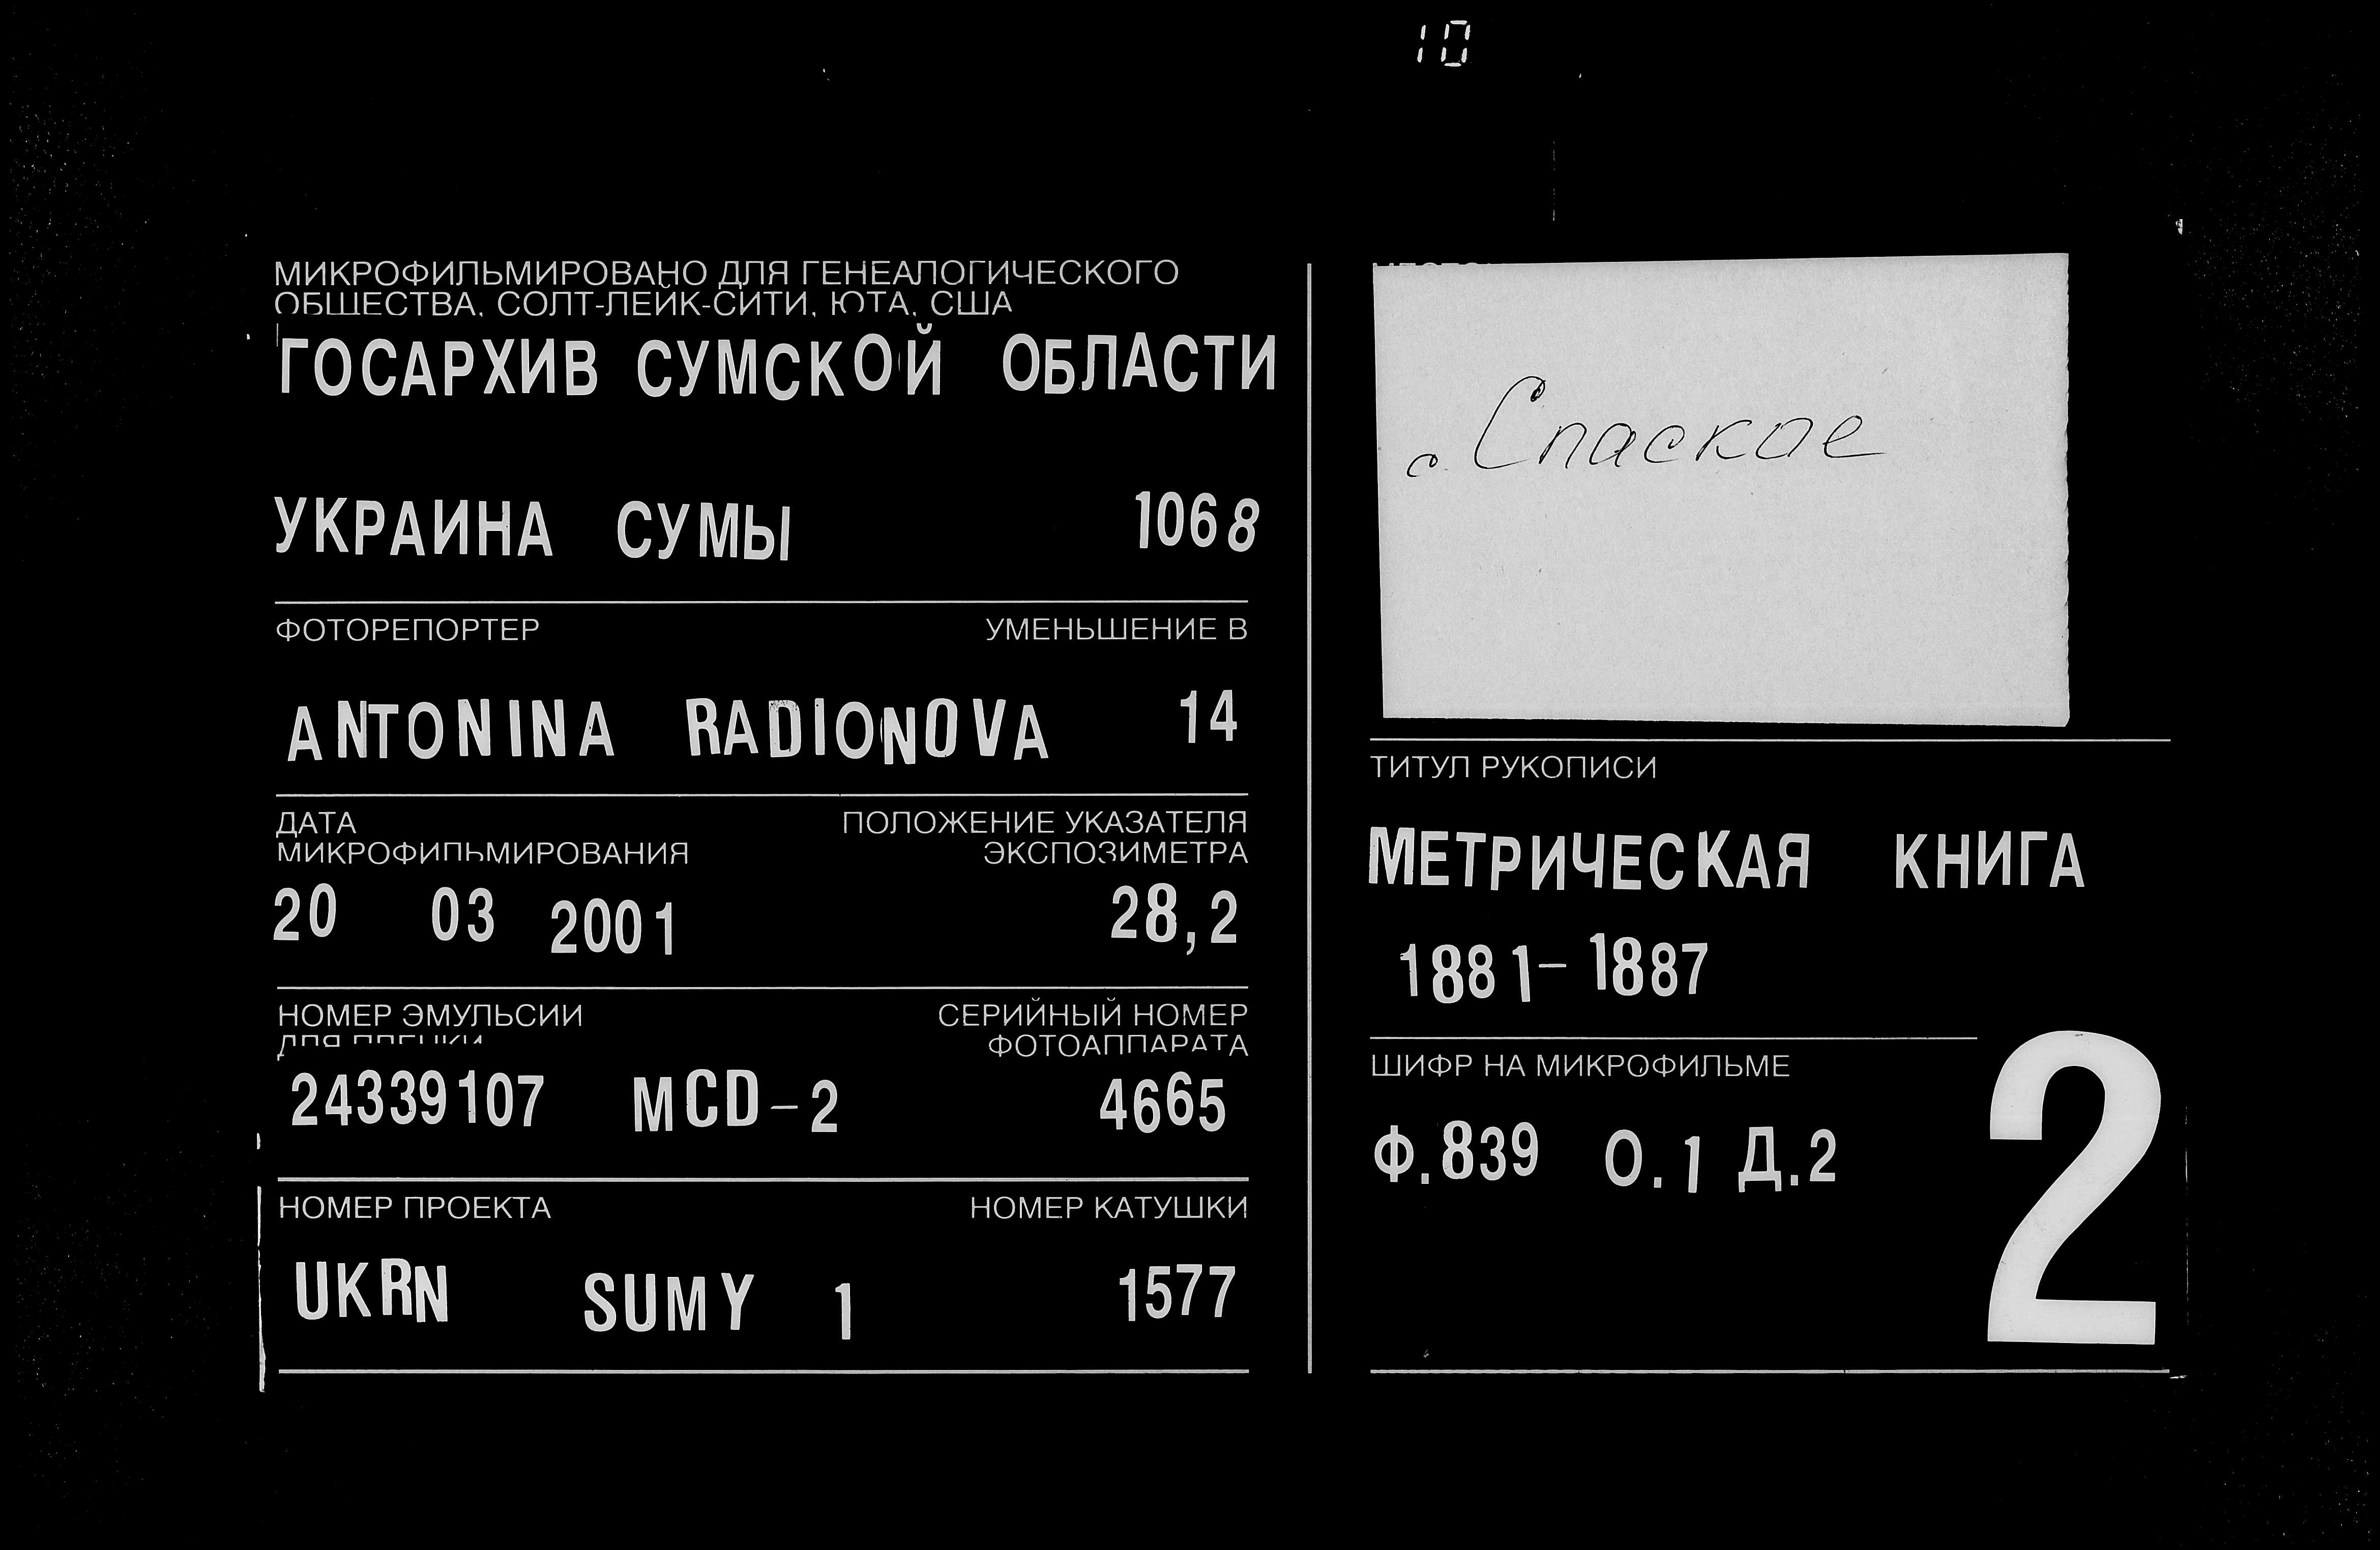 10
МИКРОФИЛЬМИРОВАНО ДЛЯ ГЕНЕАЛОГИЧЕСКОГО
ОБЩЕСТВА, СОЛТ-ЛЕЙК-СИТИ, ЮТА, США
ГОСАРХИВ СУМСКОЙ ОБЛАСТИ
УКРАИНА СУМЫ 1068
ФОТОРЕПОРТЕР УМЕНЬШЕНИЕ В
ANTONINA RADIONOVA 14
ДАТА ПОЛОЖЕНИЕ УКАЗАТЕЛЯ
МИКРОФИЛЬМИРОВАНИЯ ЭКСПОЗИМЕТРА
20 03 2001 28,2
НОМЕР ЭМУЛЬСИИ СЕРИЙНЫЙ НОМЕР
ДЛЯ ПЛЕНКИ ФОТОАППАРАТА
24339107 MCD-2 4665
НОМЕР ПРОЕКТА НОМЕР КАТУШКИ
UKRN SUMY 1 1577
с. Спаское
ТИТУЛ РУКОПИСИ
МЕТРИЧЕСКАЯ КНИГА
1881-1887
ШИФР НА МИКРОФИЛЬМЕ
Ф.839 О.1 Д.2
2